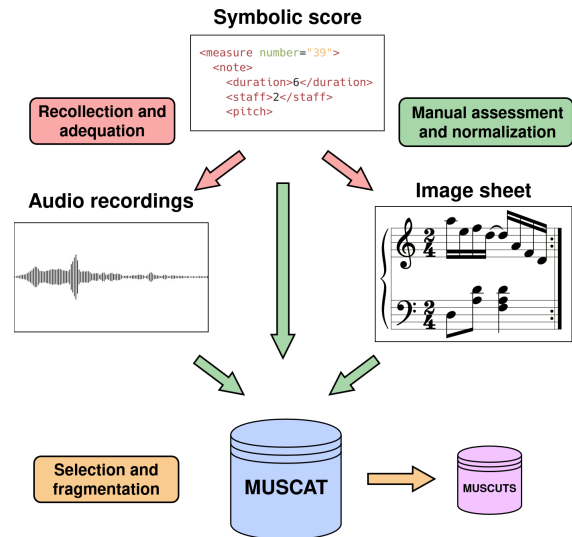 Symbolic score
<measure number="39">
<note>
<duration>6</duration>
<staff>2</staff>
<pitch>
Recollection and
adequation
Manual assessment
and normalization
Audio recordings
Image sheet
2
4
2
4
Selection and
fragmentation
MUSCAT
MUSCUTS